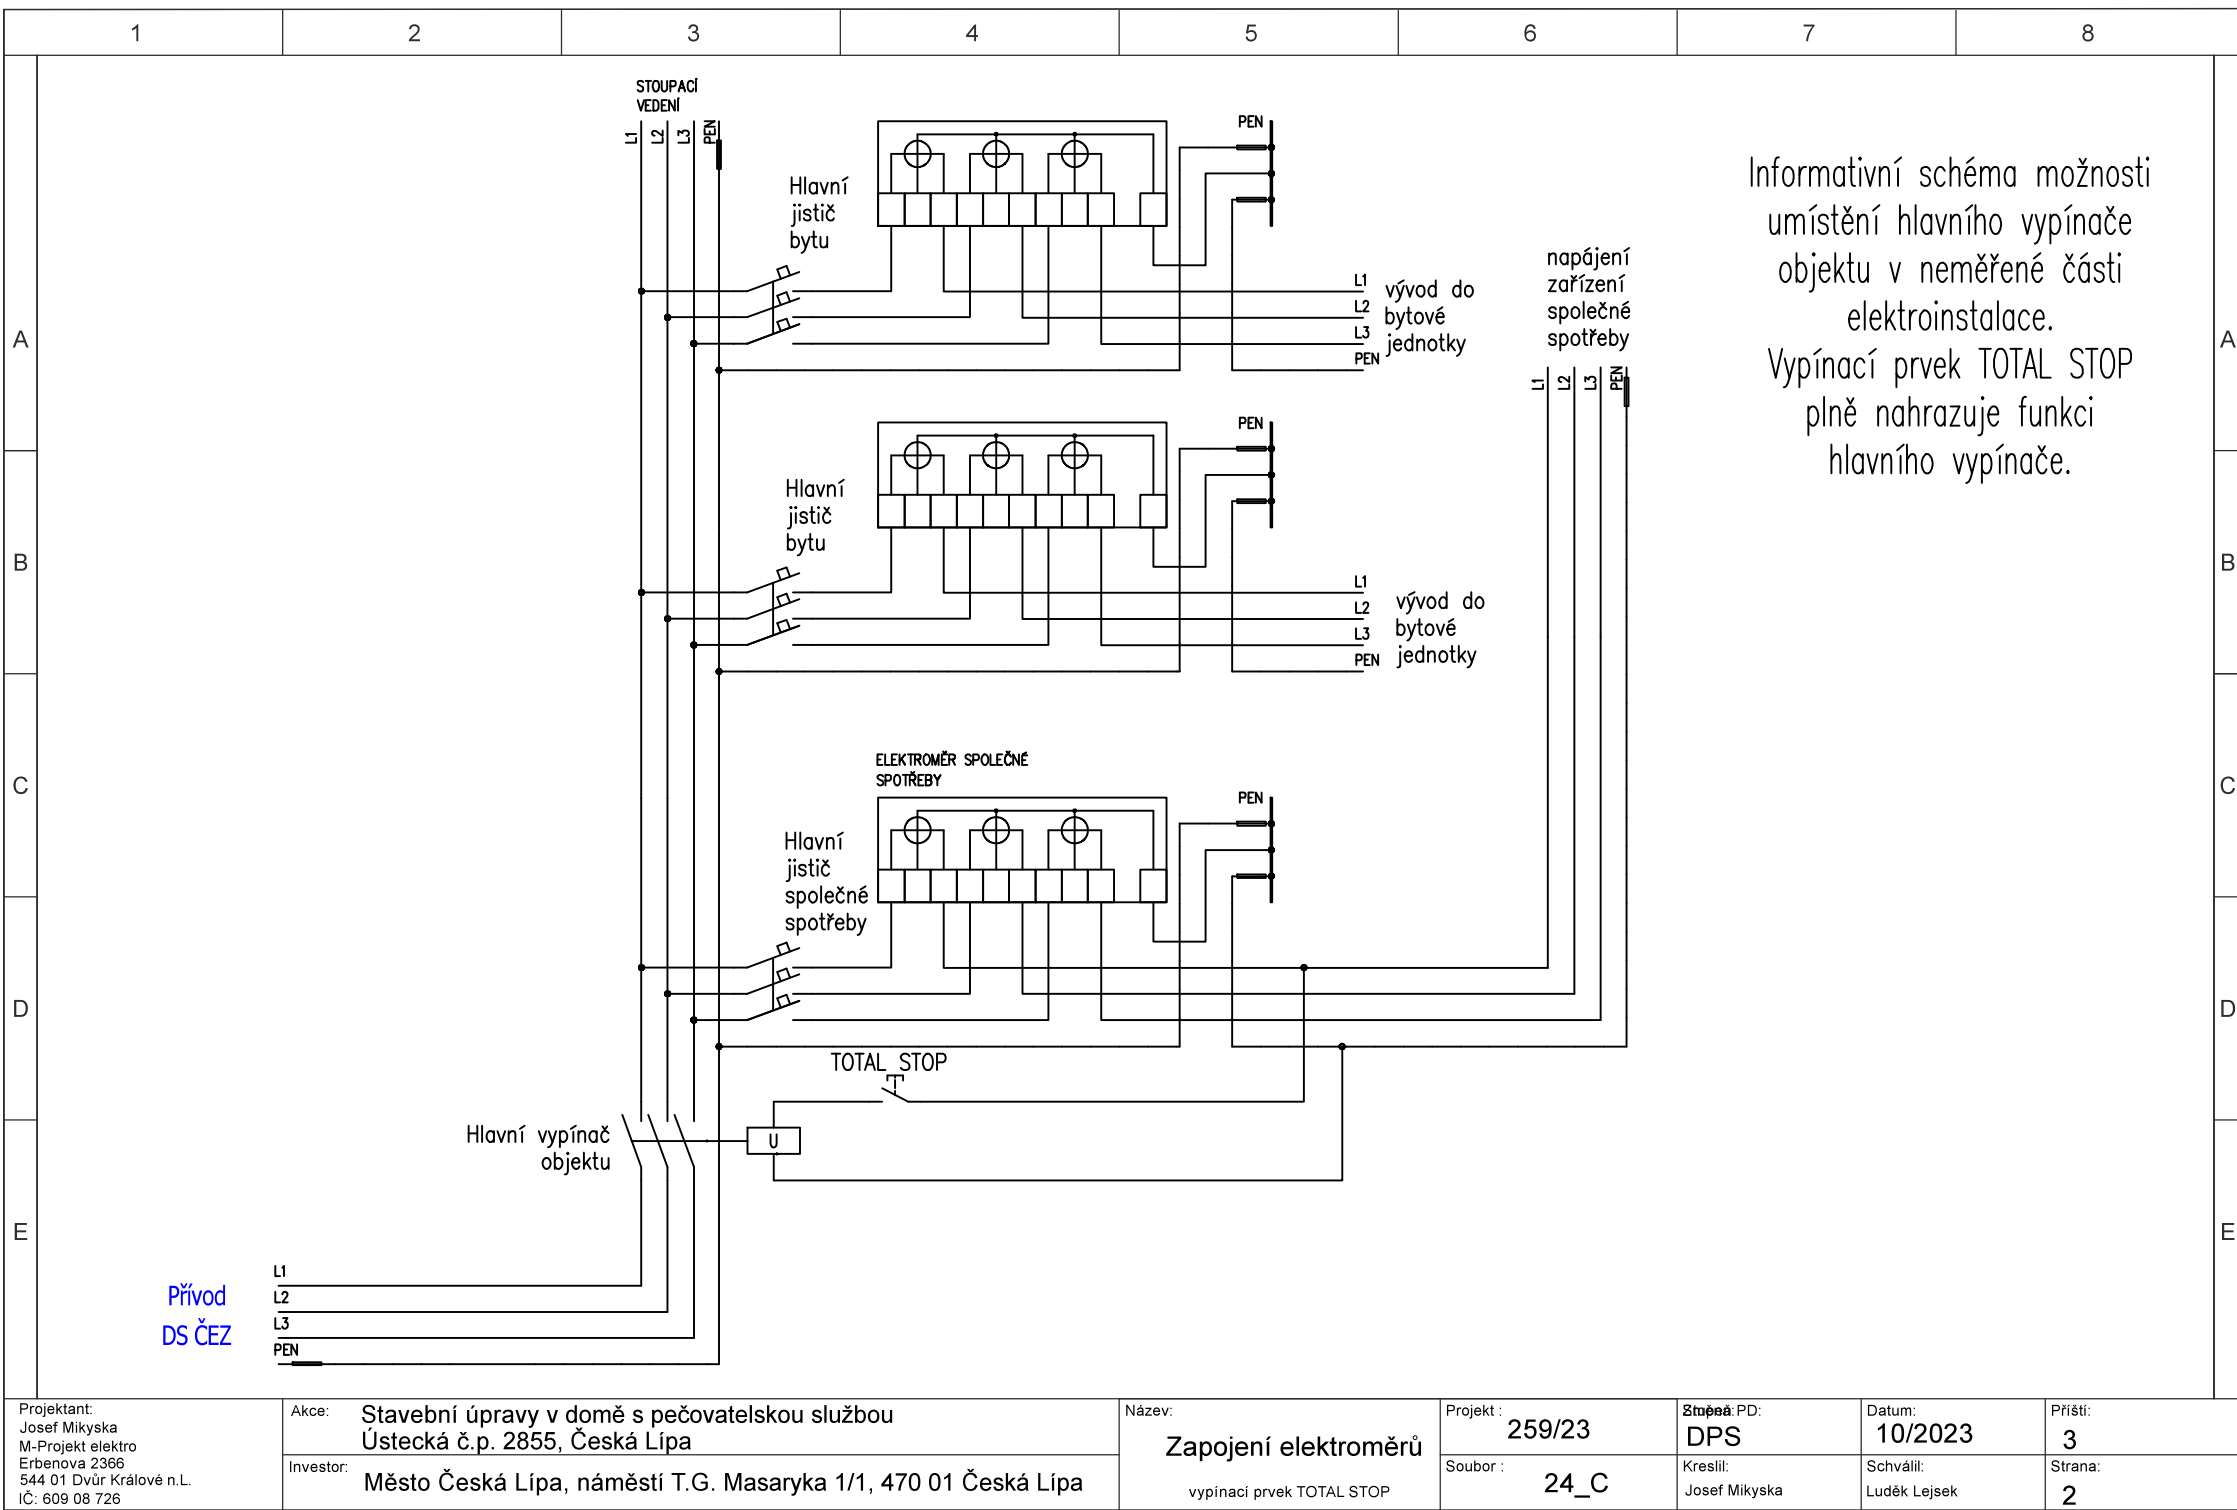 1 2 3 4 5 6 7 8
STOUPACÍ
VEDENÍ
L1 L2 L3 PEN
PEN
Hlavní
jistič
bytu
L1
L2
L3
PEN
vývod do
bytové
jednotky
napájení
zařízení
společné
spotřeby
L1 L2 L3 PEN
Informativní schéma možnosti
umístění hlavního vypínače
objektu v neměřené části
elektroinstalace.
Vypínací prvek TOTAL STOP
plně nahrazuje funkci
hlavního vypínače.
A A
PEN
Hlavní
jistič
bytu
B B
L1
L2
L3
PEN
vývod do
bytové
jednotky
ELEKTROMĚR SPOLEČNÉ
SPOTŘEBY
C C
PEN
Hlavní
jistič
společné
spotřeby
D D
TOTAL STOP
Hlavní vypínač
objektu
U
E E
Přívod
DS ČEZ
L1
L2
L3
PEN
Projektant:
Josef Mikyska
M-Projekt elektro
Erbenova 2366
544 01 Dvůr Králové n.L.
IČ: 609 08 726
Akce:
Stavební úpravy v domě s pečovatelskou službou
Ústecká č.p. 2855, Česká Lípa
Investor:
Město Česká Lípa, náměstí T.G. Masaryka 1/1, 470 01 Česká Lípa
Název:
Zapojení elektroměrů
vypínací prvek TOTAL STOP
Projekt :
259/23
Soubor :
24_C
PD:
DPS
Kreslil:
Josef Mikyska
Datum:
10/2023
Schválil:
Luděk Lejsek
Příští:
3
Strana:
2